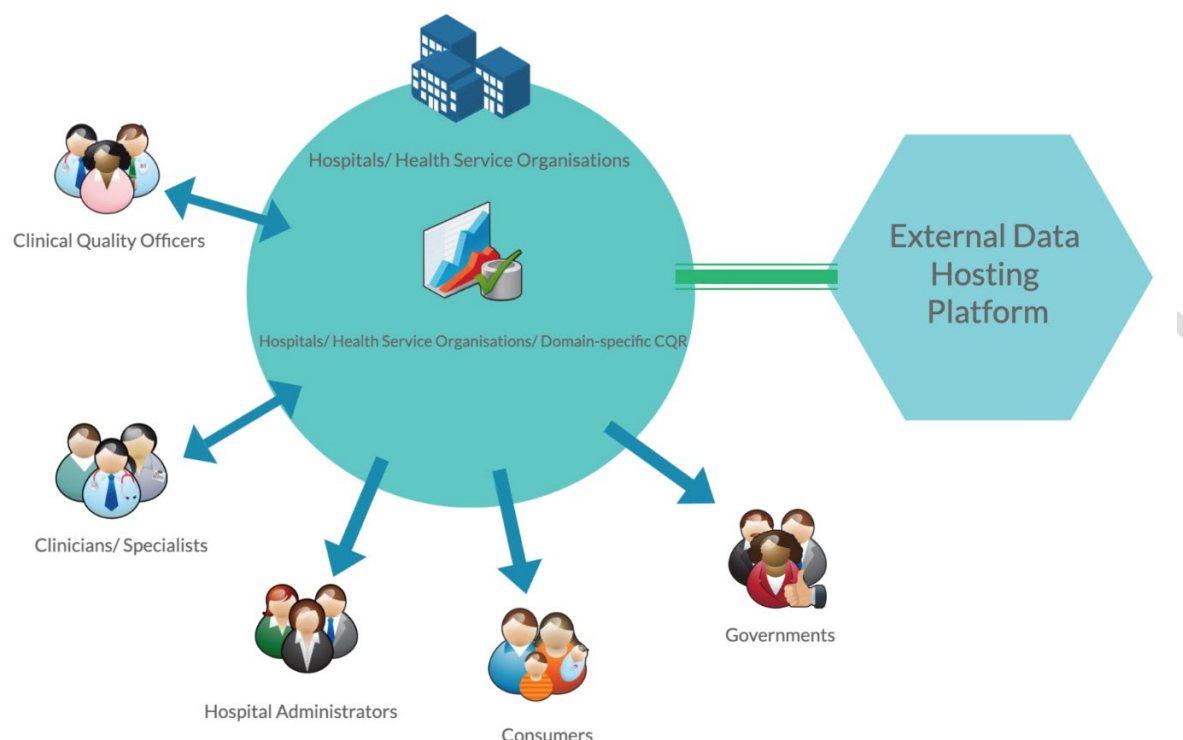 Hospitals/ Health Service Organisations
Clinical Quality Officers
External Data
Hosting
Platform
Hospitals/ Health Service Organisations/ Domain-specific CQR
Clinicians/ Specialists
Governments
Hospital Administrators
Consumers